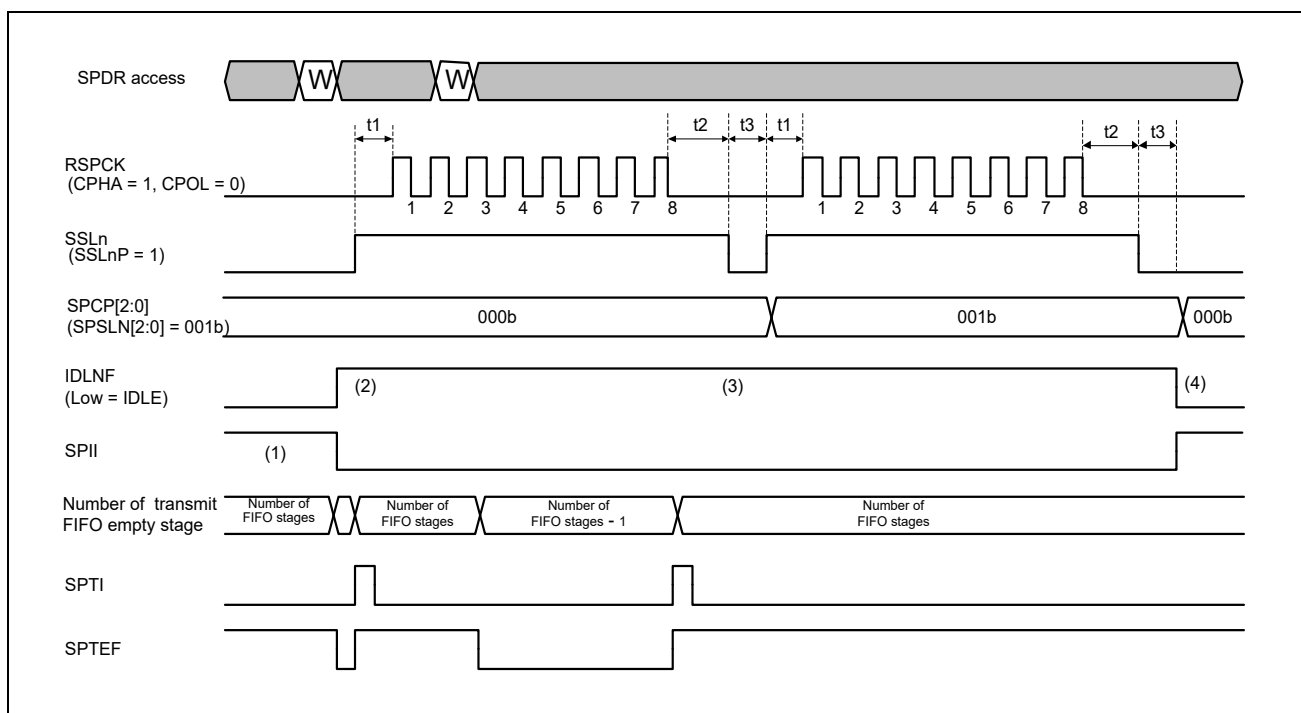 SPDR access
W
W
t1
t2
t3
t1
t2
t3
RSPCK
(CPHA = 1, CPOL = 0)
1 2 3 4 5 6 7 8
1 2 3 4 5 6 7 8
SSLn
(SSLnP = 1)
SPCP[2:0]
(SPSLN[2:0] = 001b)
000b
001b
000b
IDLNF
(Low = IDLE)
(2)
(3)
(4)
SPII
(1)
Number of transmit
FIFO empty stage
Number of
FIFO stages
Number of
FIFO stages
Number of
FIFO stages - 1
Number of
FIFO stages
SPTI
SPTEF